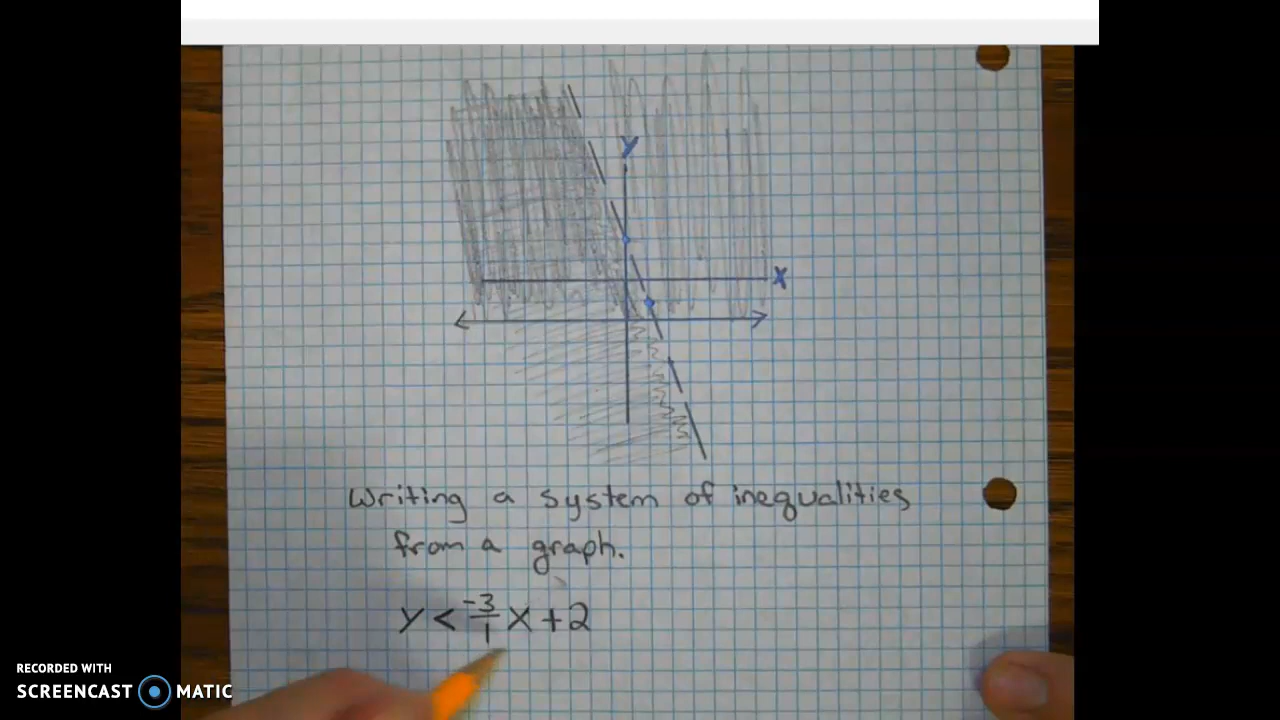 Y
X
Writing a system of inequalities
from a graph.
y < -3/1 x + 2
RECORDED WITH
SCREENCAST MATIC